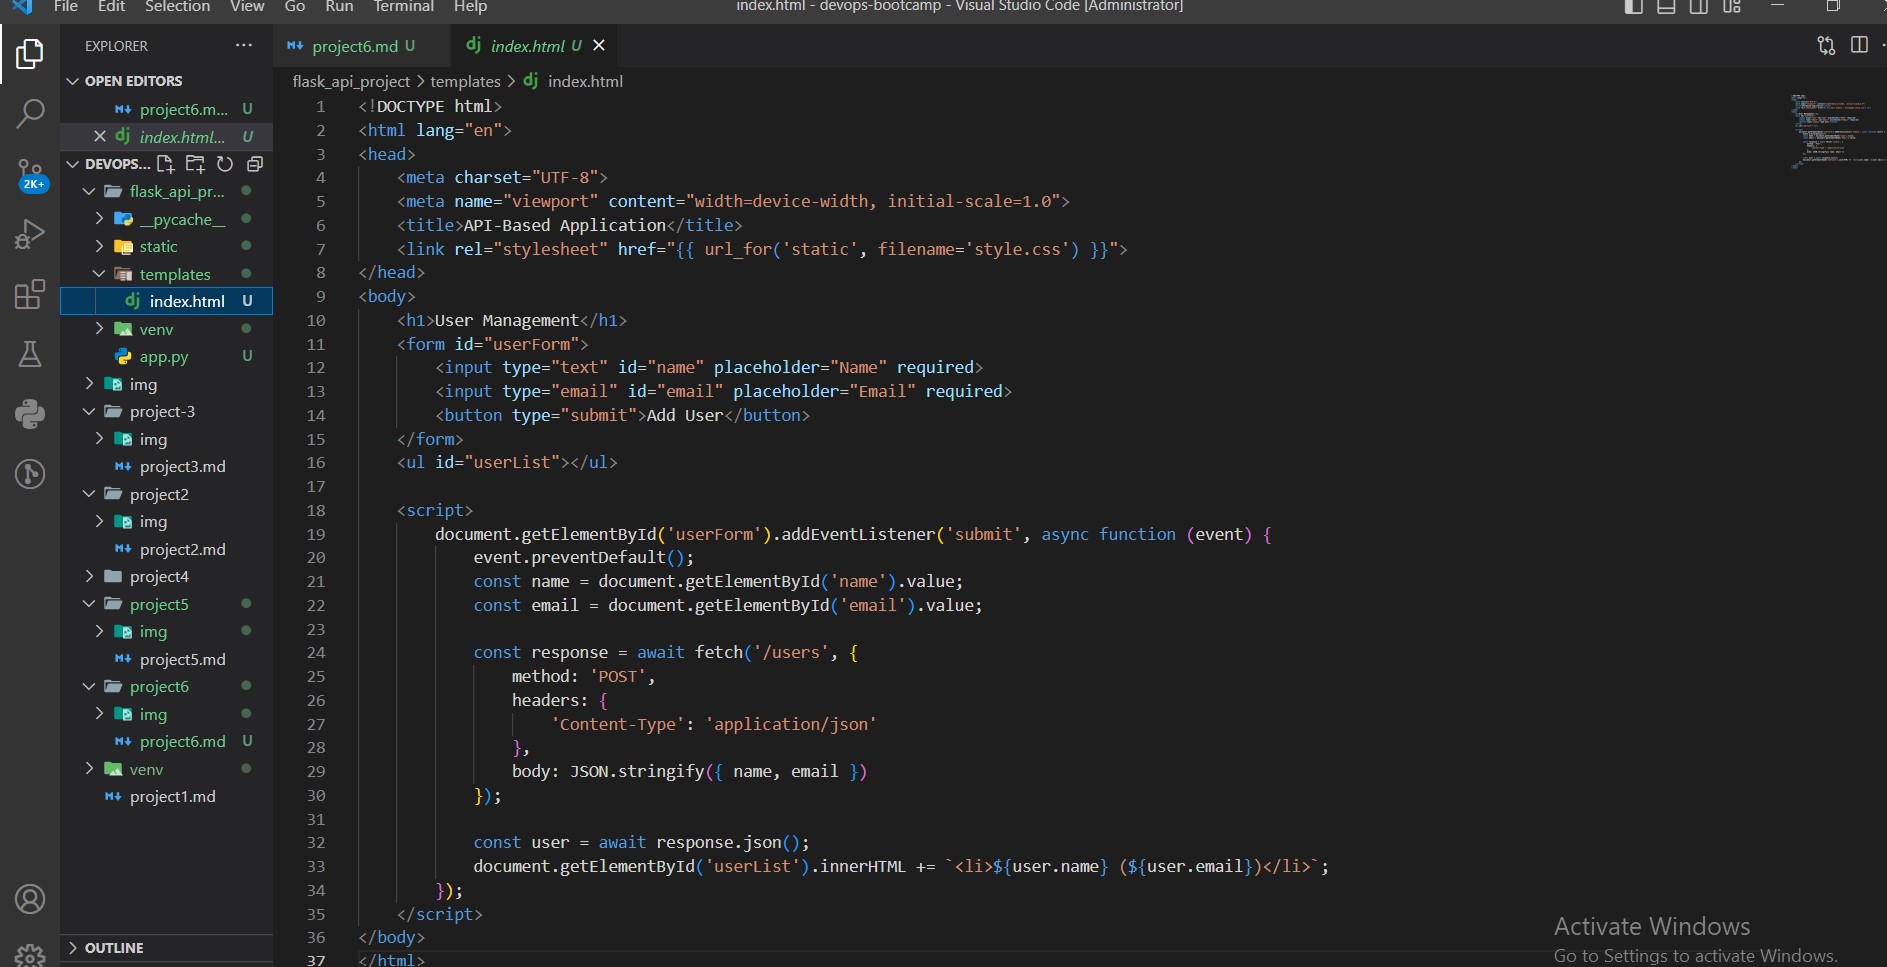 File Edit Selection View Go Run Terminal Help
index.html - devops-bootcamp - Visual Studio Code [Administrator]
EXPLORER ...
OPEN EDITORS
project6.m... U
index.html... U
DEVOPS...
flask_api_pr...
__pycache__
static
templates
index.html U
venv
app.py U
img
project-3
img
project3.md
project2
img
project2.md
project4
project5
img
project5.md
project6
img
project6.md U
venv
project1.md
OUTLINE
2K+
project6.md U
index.html U
flask_api_project > templates > index.html
1 <!DOCTYPE html>
2 <html lang="en">
3 <head>
4 <meta charset="UTF-8">
5 <meta name="viewport" content="width=device-width, initial-scale=1.0">
6 <title>API-Based Application</title>
7 <link rel="stylesheet" href="{{ url_for('static', filename='style.css') }}">
8 </head>
9 <body>
10 <h1>User Management</h1>
11 <form id="userForm">
12 <input type="text" id="name" placeholder="Name" required>
13 <input type="email" id="email" placeholder="Email" required>
14 <button type="submit">Add User</button>
15 </form>
16 <ul id="userList"></ul>
17
18 <script>
19 document.getElementById('userForm').addEventListener('submit', async function (event) {
20 event.preventDefault();
21 const name = document.getElementById('name').value;
22 const email = document.getElementById('email').value;
23
24 const response = await fetch('/users', {
25 method: 'POST',
26 headers: {
27 'Content-Type': 'application/json'
28 },
29 body: JSON.stringify({ name, email })
30 });
31
32 const user = await response.json();
33 document.getElementById('userList').innerHTML += `<li>${user.name} (${user.email})</li>`;
34 });
35 </script>
36 </body>
37 </html>
Activate Windows
Go to Settings to activate Windows.